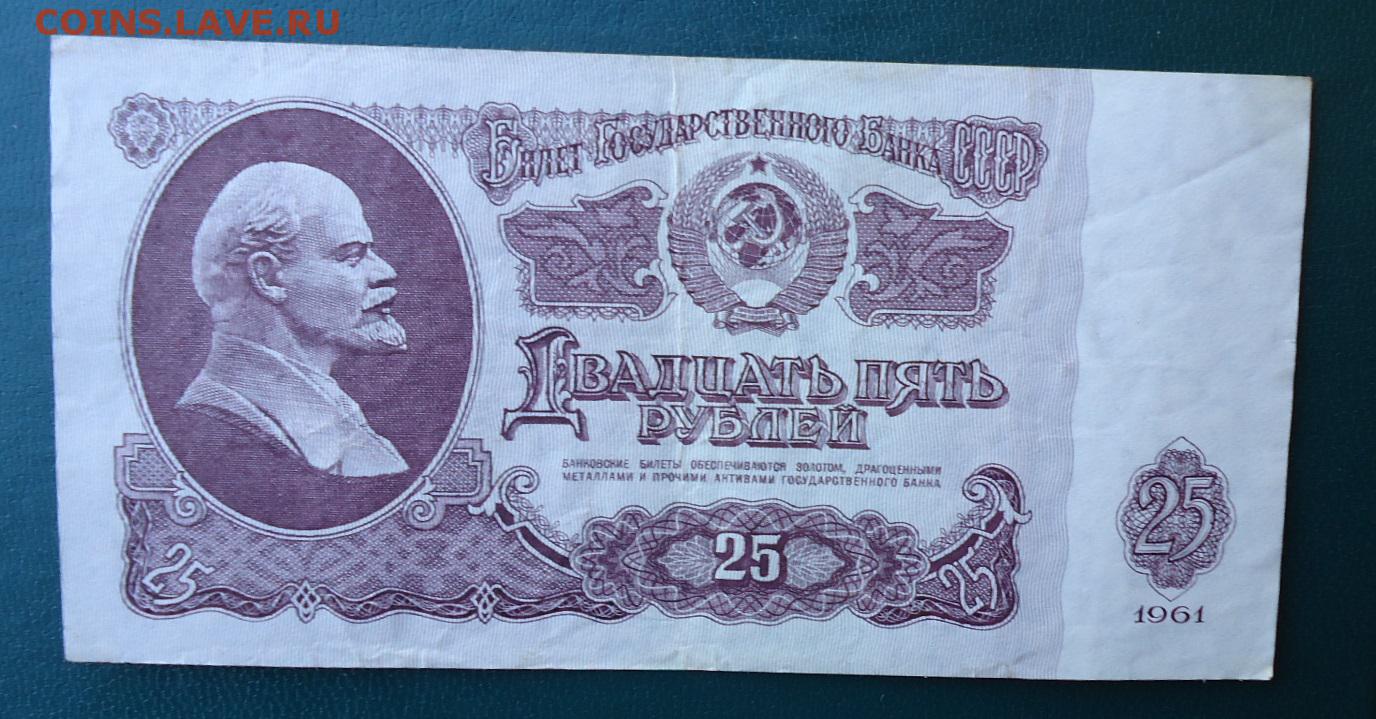 COINS.LAVE.RU
Билет Государственного Банка СССР
Двадцать пять
рублей
БАНКОВСКИЕ БИЛЕТЫ ОБЕСПЕЧИВАЮТСЯ ЗОЛОТОМ, ДРАГОЦЕННЫМИ
МЕТАЛЛАМИ И ПРОЧИМИ АКТИВАМИ ГОСУДАРСТВЕННОГО БАНКА
25
25
25
25
1961